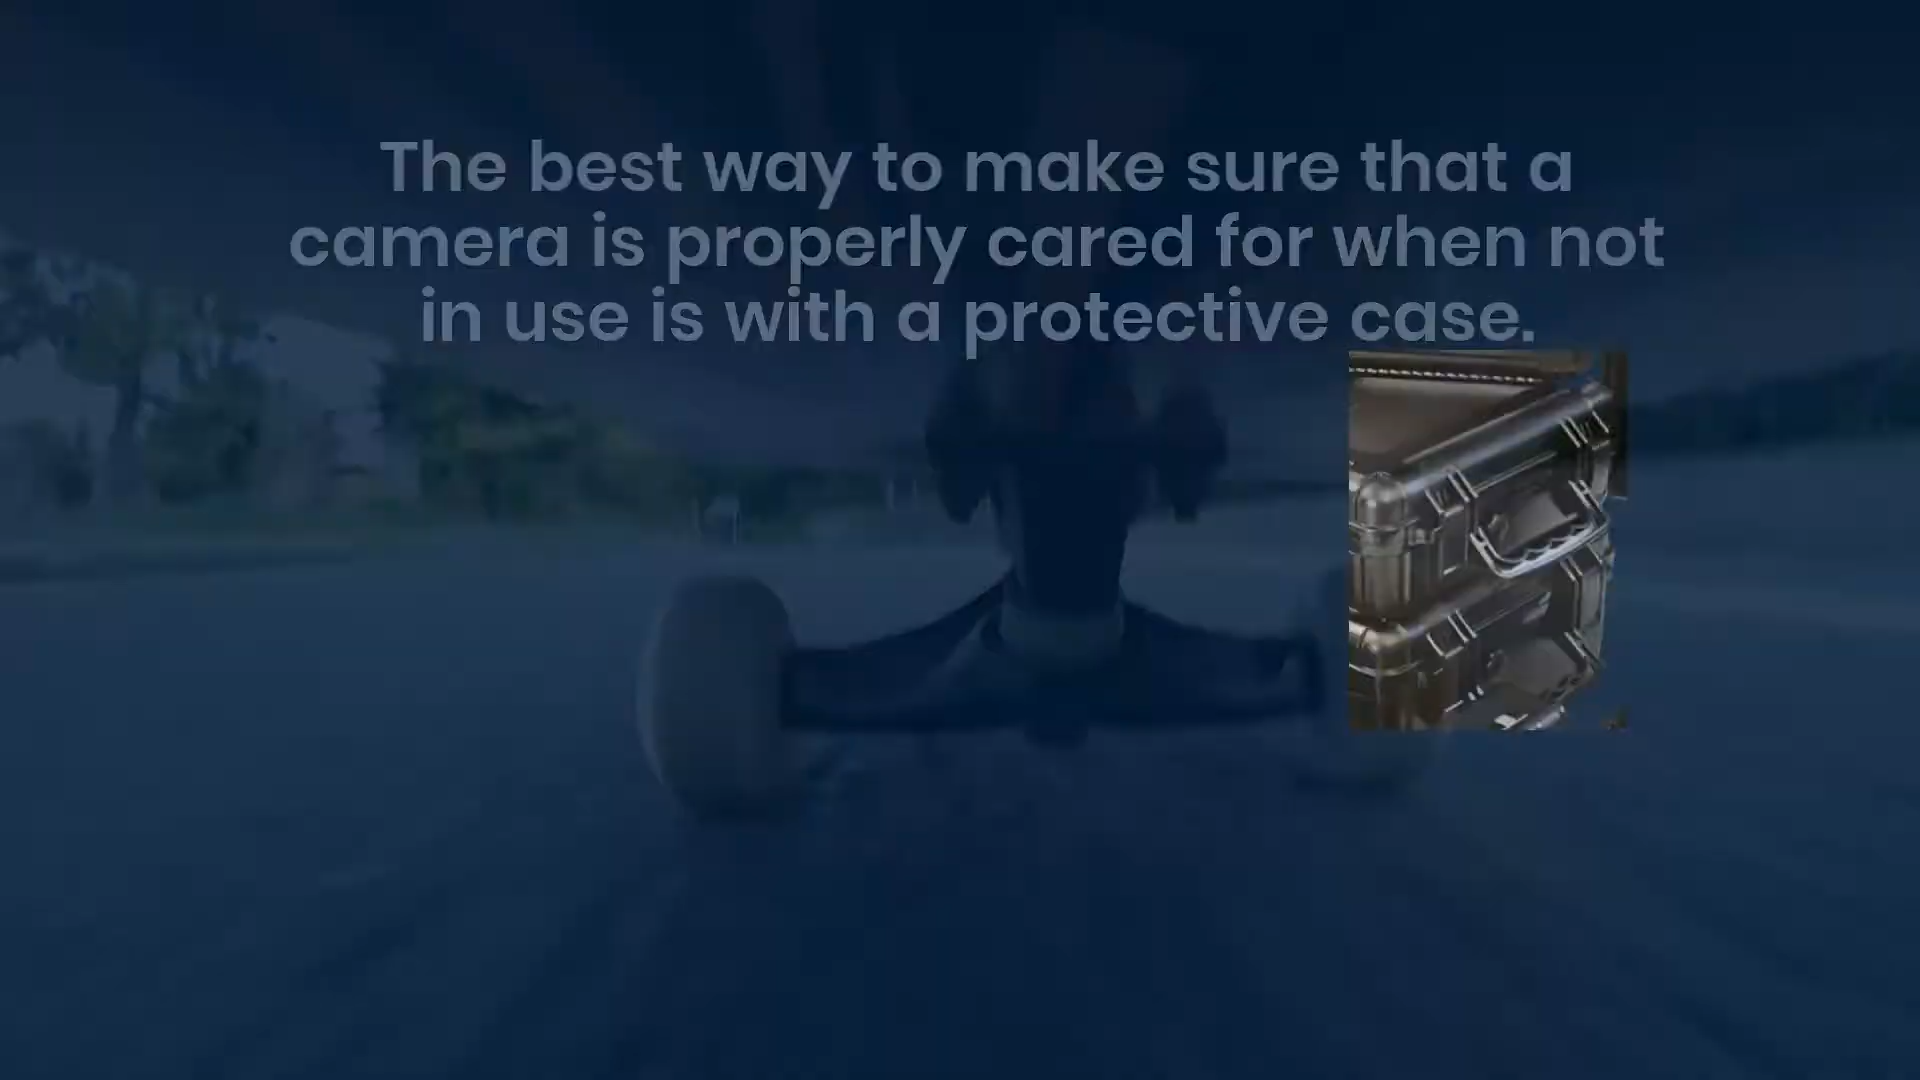 The best way to make sure that a
camera is properly cared for when not
in use is with a protective case.